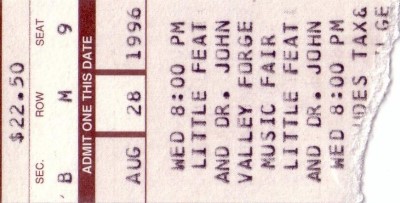 $22.50
SEC. ROW SEAT
B M 9
ADMIT ONE THIS DATE
AUG 28 1996
WED 8:00 PM
LITTLE FEAT
AND DR. JOHN
VALLEY FORGE
MUSIC FAIR
LITTLE FEAT
AND DR. JOHN
WED 8:00 PM
UDES TAX&